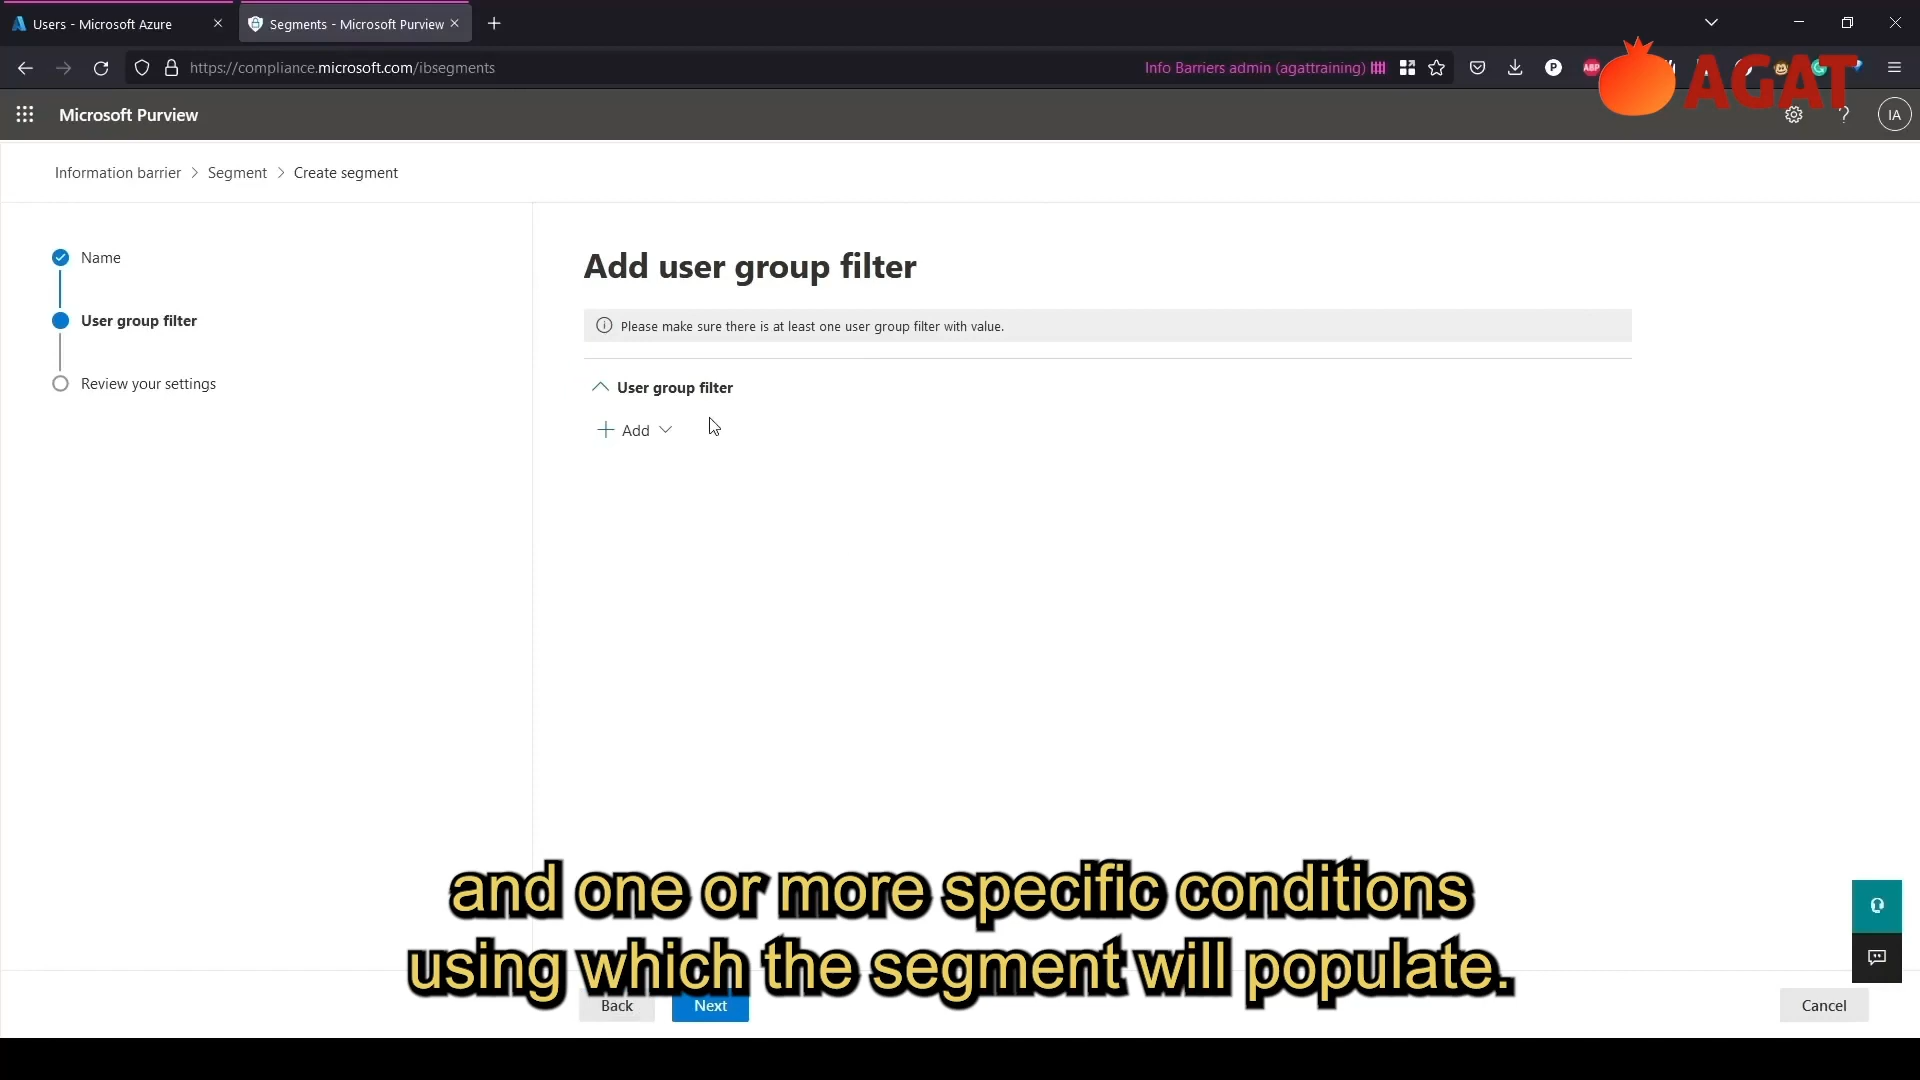 Users - Microsoft Azure
Segments - Microsoft Purview
https://compliance.microsoft.com/ibsegments
Info Barriers admin (agattraining)
P
ABP
AGAT
Microsoft Purview
?
IA
Information barrier > Segment > Create segment
Name
User group filter
Review your settings
Add user group filter
Please make sure there is at least one user group filter with value.
User group filter
+ Add
and one or more specific conditions
using which the segment will populate.
Back
Next
Cancel